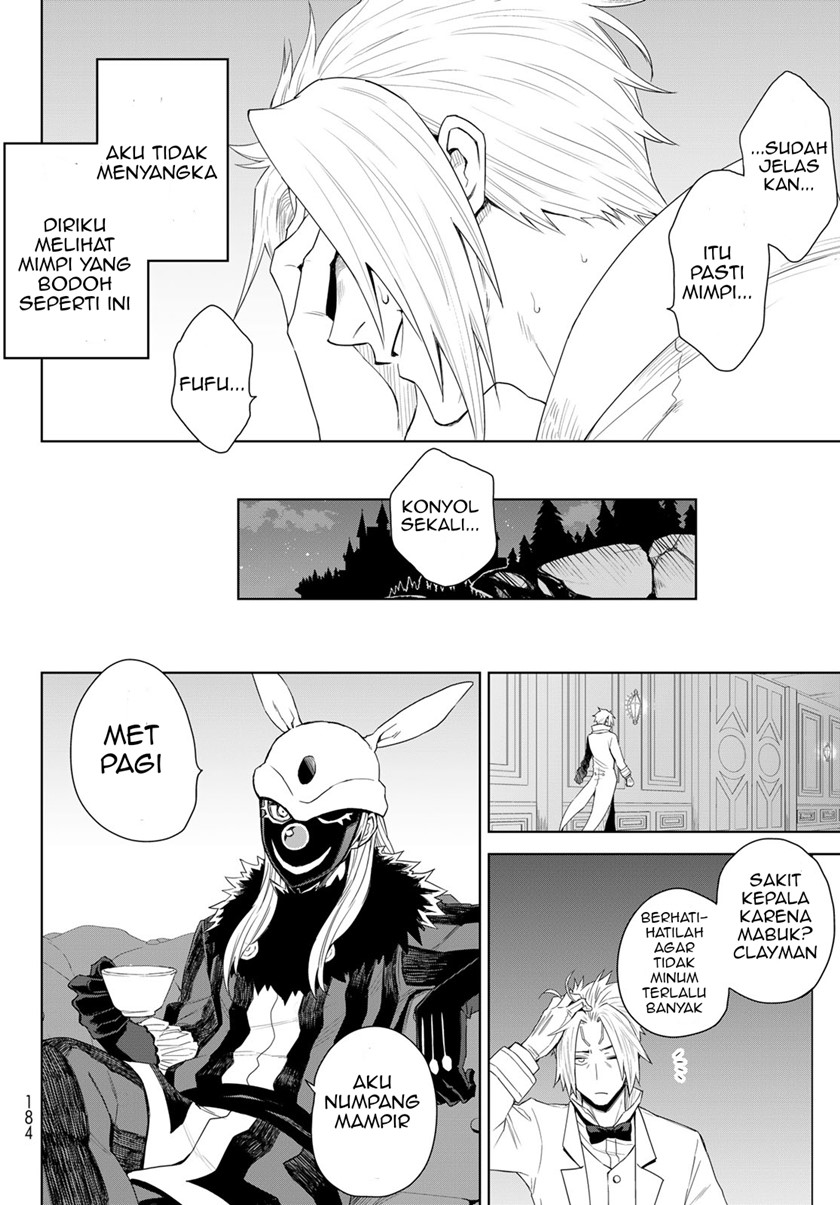 ...SUDAH
JELAS
KAN...
ITU
PASTI
MIMPI...
AKU TIDAK
MENYANGKA
DIRIKU
MELIHAT
MIMPI YANG
BODOH
SEPERTI INI
FUFU...
KONYOL
SEKALI...
SAKIT
KEPALA
KARENA
MABUK?
CLAYMAN
BERHATI-
HATILAH
AGAR
TIDAK
MINUM
TERLALU
BANYAK
MET
PAGI
AKU
NUMPANG
MAMPIR
184